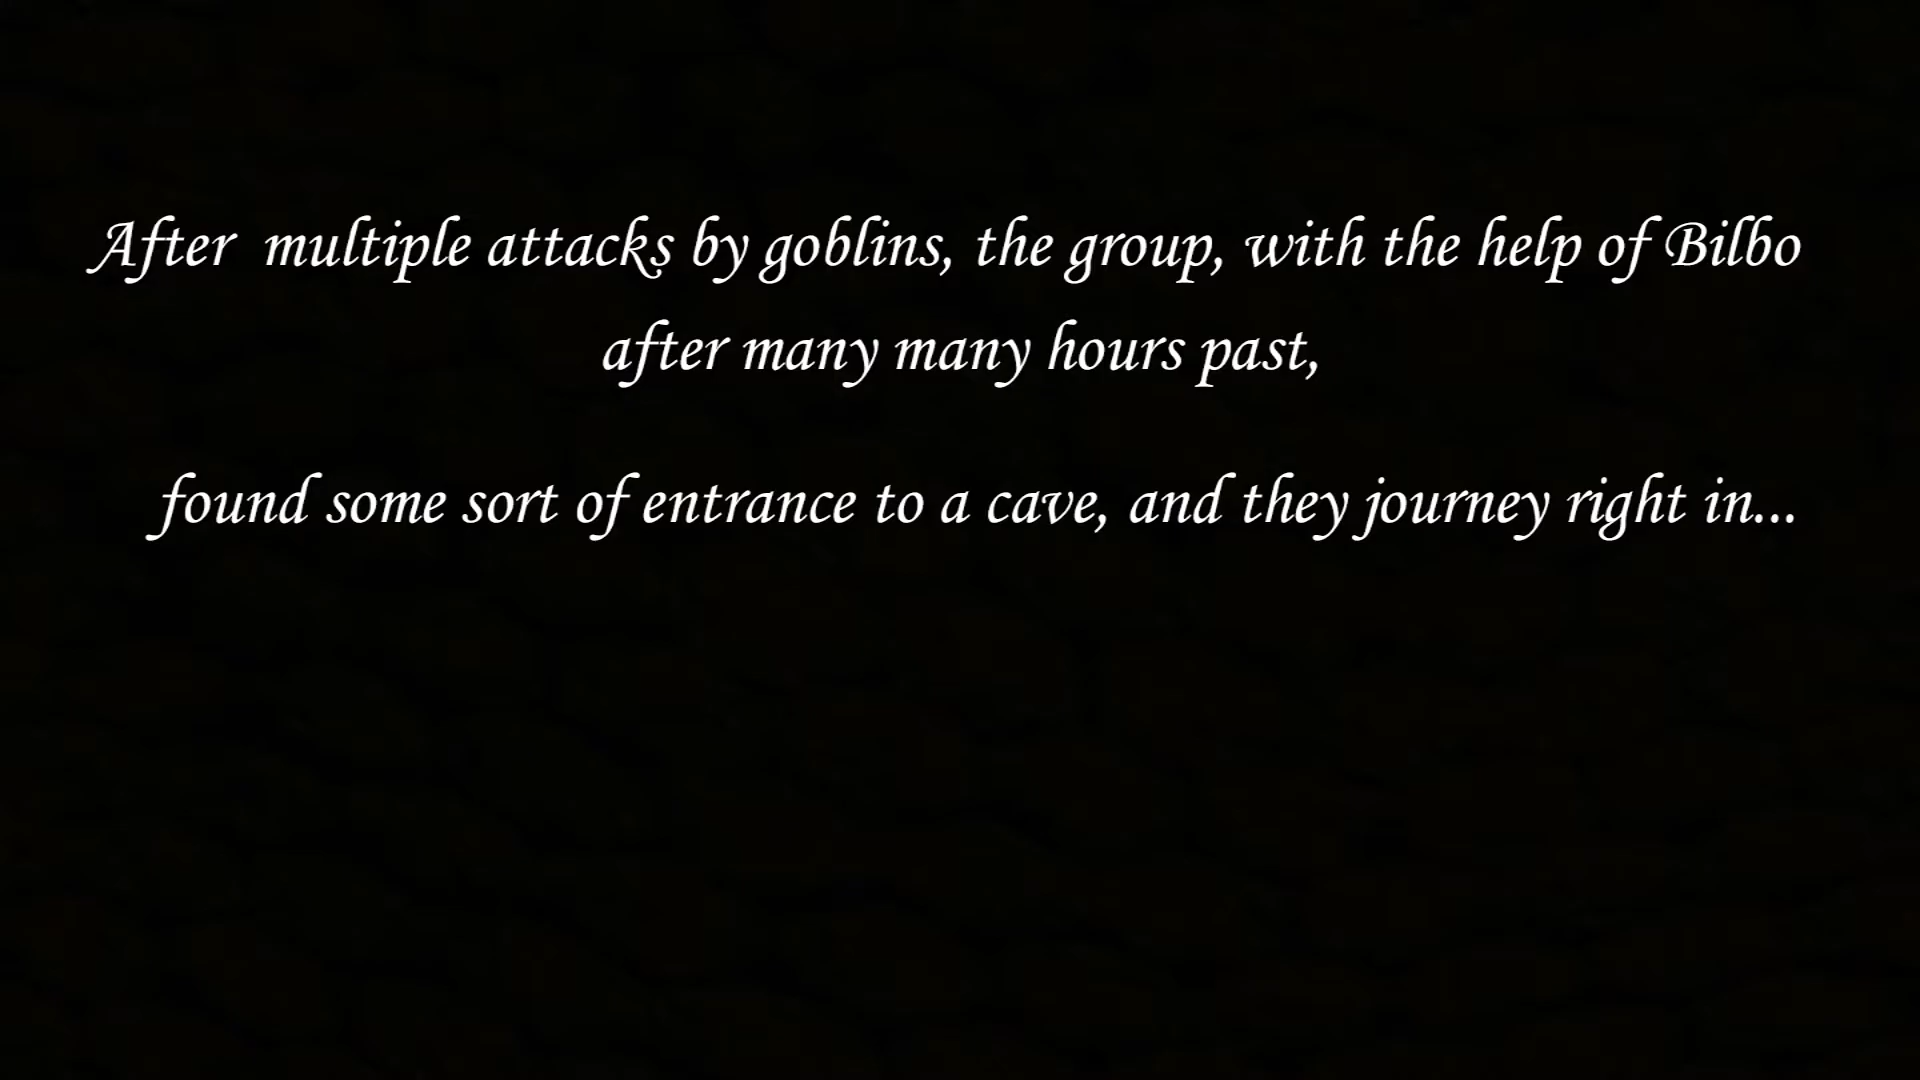 After  multiple attacks by goblins, the group, with the help of Bilbo
after many many hours past,
found some sort of entrance to a cave, and they journey right in...